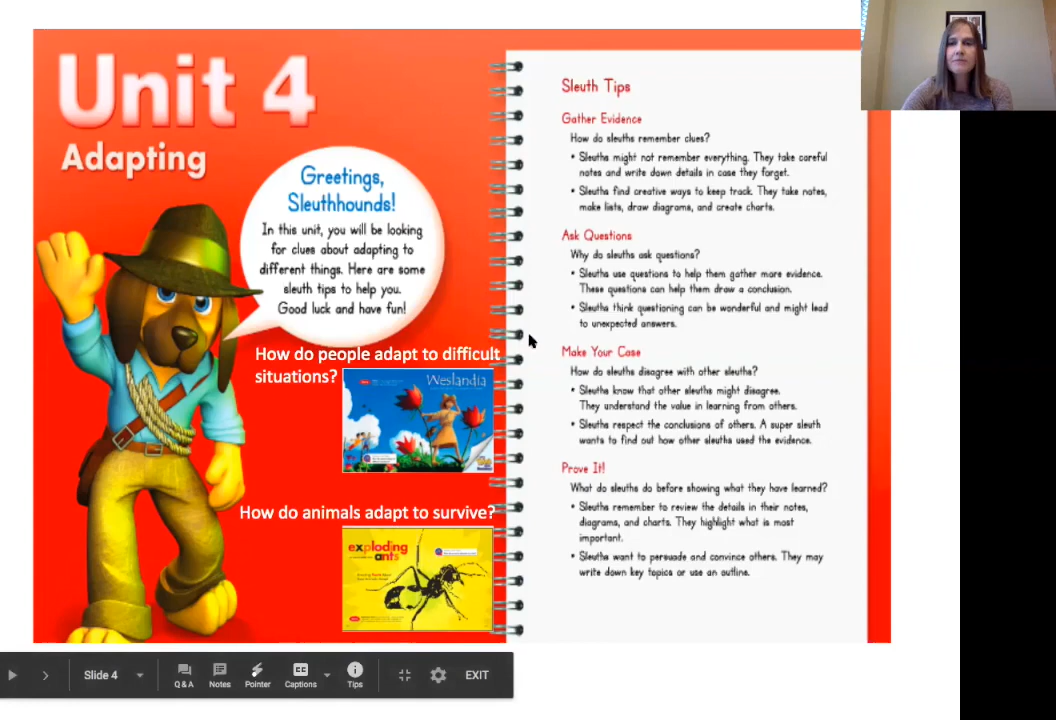 Unit 4
Adapting
Greetings,
Sleuthhounds!
In this unit, you will be looking
for clues about adapting to
different things. Here are some
sleuth tips to help you.
Good luck and have fun!
How do people adapt to difficult
situations?
Weslandia
How do animals adapt to survive?
exploding
ants
Sleuth Tips
Gather Evidence
How do sleuths remember clues?
• Sleuths might not remember everything. They take careful
notes and write down details in case they forget.
• Sleuths find creative ways to keep track. They take notes,
make lists, draw diagrams, and create charts.
Ask Questions
Why do sleuths ask questions?
• Sleuths use questions to help them gather more evidence.
These questions can help them draw a conclusion.
• Sleuths think questioning can be wonderful and might lead
to unexpected answers.
Make Your Case
How do sleuths disagree with other sleuths?
• Sleuths know that other sleuths might disagree.
They understand the value in learning from others.
• Sleuths respect the conclusions of others. A super sleuth
wants to find out how other sleuths used the evidence.
Prove It!
What do sleuths do before showing what they have learned?
• Sleuths remember to review the details in their notes,
diagrams, and charts. They highlight what is most
important.
• Sleuths want to persuade and convince others. They may
write down key topics or use an outline.
Slide 4
Q & A
Notes
Pointer
CC
Captions
Tips
EXIT